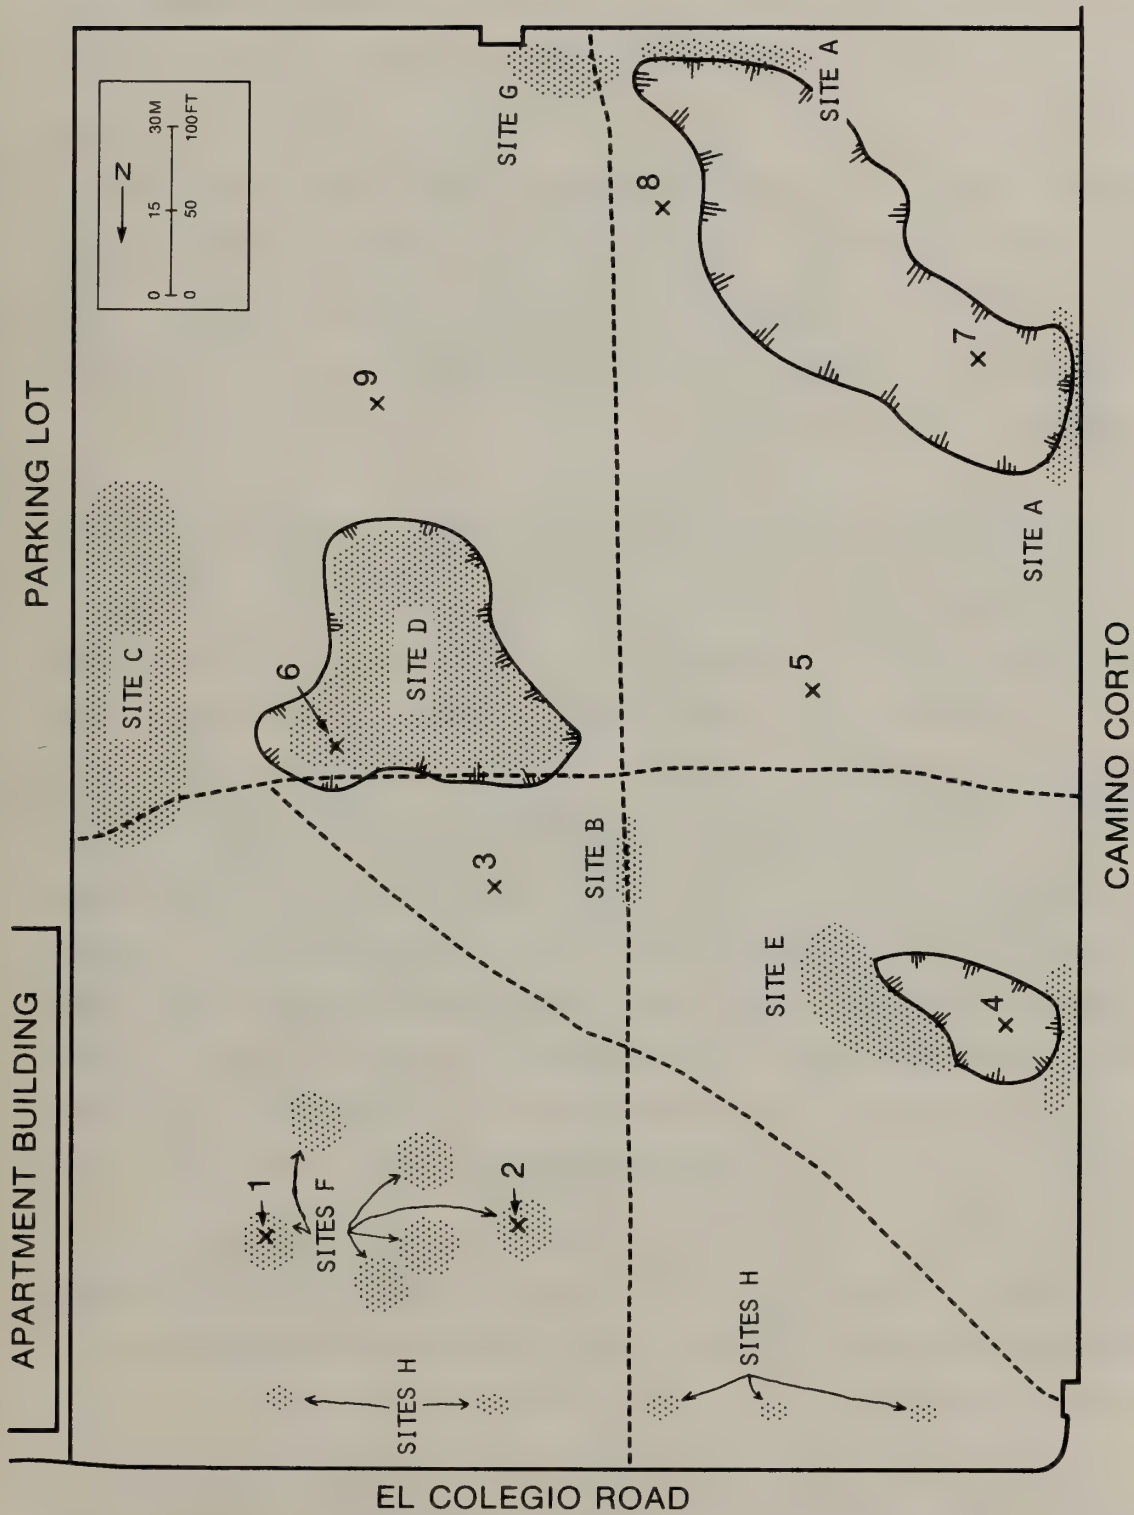 APARTMENT BUILDING
PARKING LOT
N
0 15 30M
0 50 100FT
SITE C
SITE G
SITE A
8
9
7
SITE D
6
SITE A
5
3
SITE B
SITE E
4
1
SITES F
2
SITES H
SITES H
EL COLEGIO ROAD
CAMINO CORTO